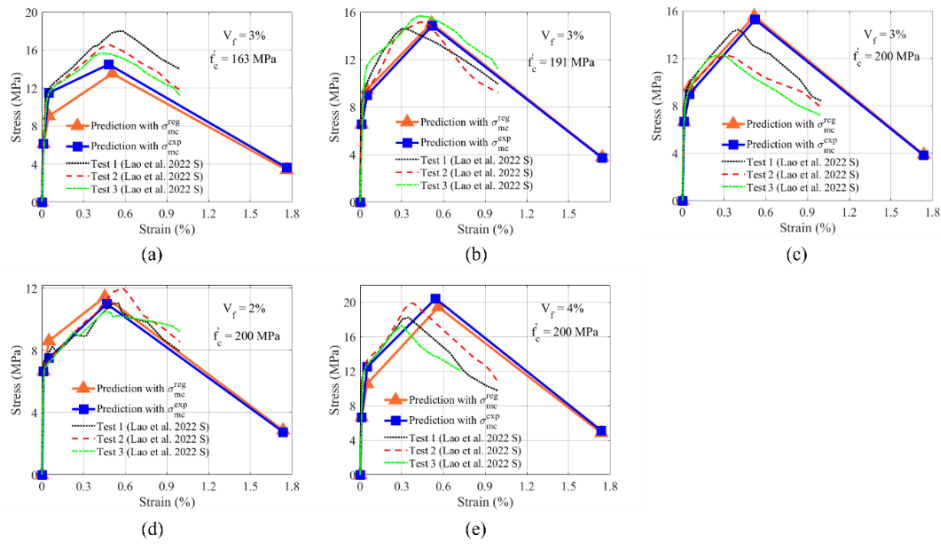 20
16
12
8
4
0
Stress (MPa)
V_f = 3%
f'_c = 163 MPa
Prediction with σ_mc^reg
Prediction with σ_mc^exp
Test 1 (Lao et al. 2022 S)
Test 2 (Lao et al. 2022 S)
Test 3 (Lao et al. 2022 S)
0 0.3 0.6 0.9 1.2 1.5 1.8
Strain (%)
(a)
16
12
8
4
0
Stress (MPa)
V_f = 3%
f'_c = 191 MPa
Prediction with σ_mc^reg
Prediction with σ_mc^exp
Test 1 (Lao et al. 2022 S)
Test 2 (Lao et al. 2022 S)
Test 3 (Lao et al. 2022 S)
0 0.3 0.6 0.9 1.2 1.5 1.8
Strain (%)
(b)
16
12
8
4
0
Stress (MPa)
V_f = 3%
f'_c = 200 MPa
Prediction with σ_mc^reg
Prediction with σ_mc^exp
Test 1 (Lao et al. 2022 S)
Test 2 (Lao et al. 2022 S)
Test 3 (Lao et al. 2022 S)
0 0.3 0.6 0.9 1.2 1.5 1.8
Strain (%)
(c)
12
8
4
0
Stress (MPa)
V_f = 2%
f'_c = 200 MPa
Prediction with σ_mc^reg
Prediction with σ_mc^exp
Test 1 (Lao et al. 2022 S)
Test 2 (Lao et al. 2022 S)
Test 3 (Lao et al. 2022 S)
0 0.3 0.6 0.9 1.2 1.5 1.8
Strain (%)
(d)
20
16
12
8
4
0
Stress (MPa)
V_f = 4%
f'_c = 200 MPa
Prediction with σ_mc^reg
Prediction with σ_mc^exp
Test 1 (Lao et al. 2022 S)
Test 2 (Lao et al. 2022 S)
Test 3 (Lao et al. 2022 S)
0 0.3 0.6 0.9 1.2 1.5 1.8
Strain (%)
(e)